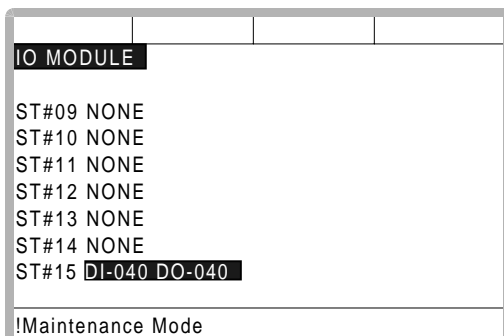 IO MODULE
ST#09 NONE
ST#10 NONE
ST#11 NONE
ST#12 NONE
ST#13 NONE
ST#14 NONE
ST#15 DI-040 DO-040
!Maintenance Mode